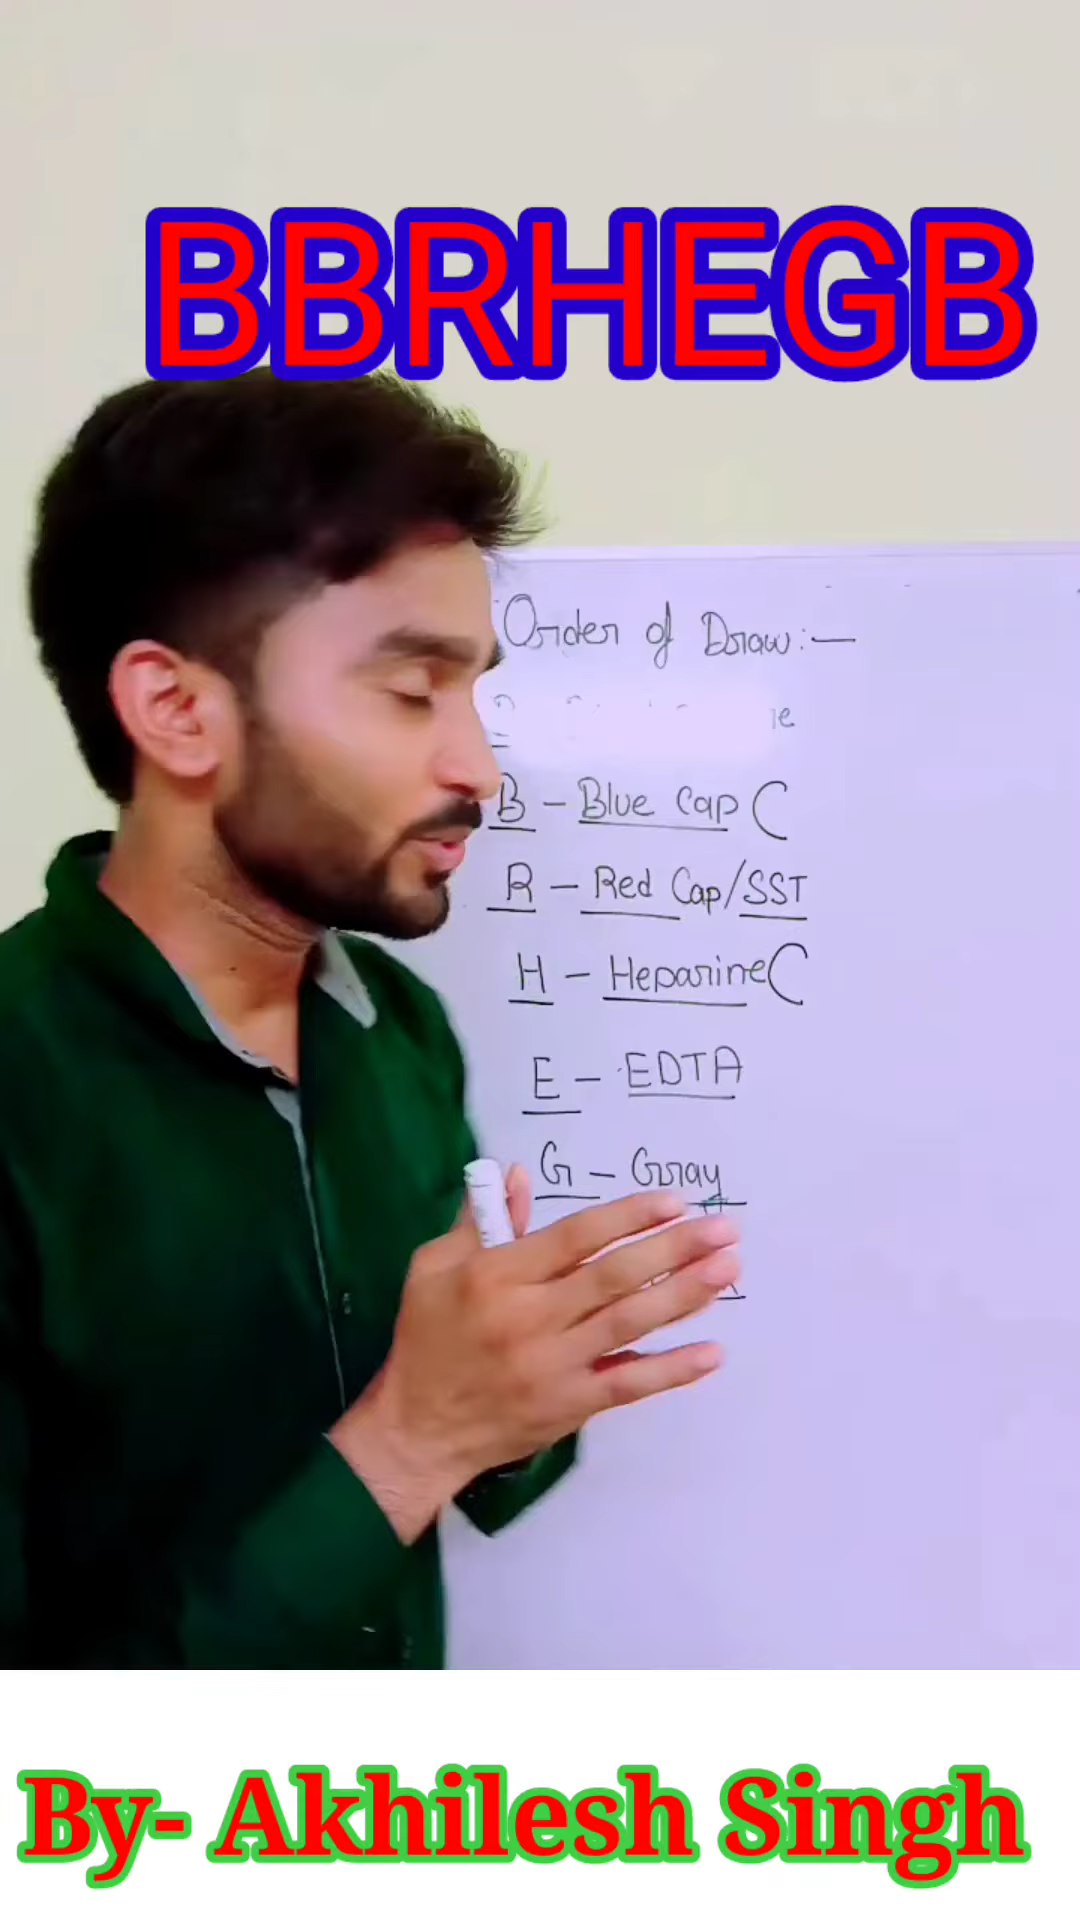 BBRHEGB
Order of Draw:—
B – Blue Cap (
R – Red Cap/SST
H – Heparine (
E – EDTA
G – Gray
By- Akhilesh Singh